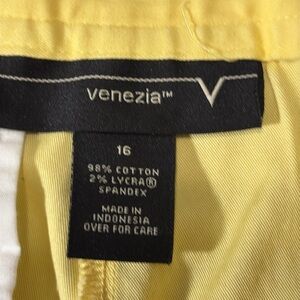 venezia™
16
98% COTTON
2% LYCRA®
SPANDEX
MADE IN
INDONESIA
OVER FOR CARE